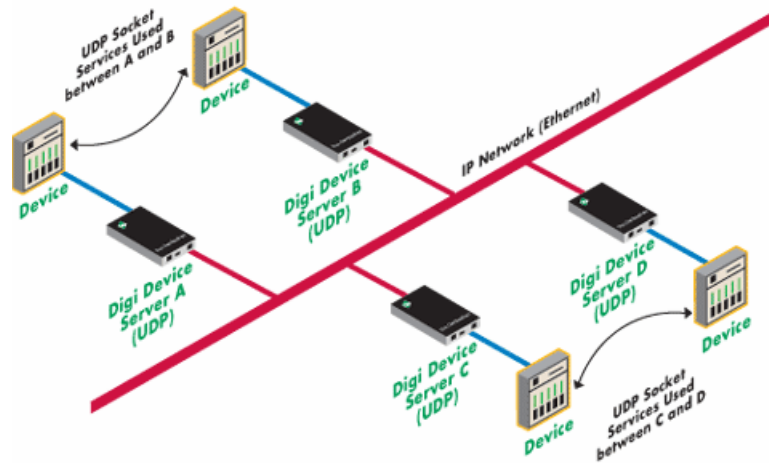 UDP Socket
Services Used
between A and B
Device
Device
Digi Device
Server B
(UDP)
IP Network (Ethernet)
Digi Device
Server A
(UDP)
Digi Device
Server D
(UDP)
Digi Device
Server C
(UDP)
Device
Device
UDP Socket
Services Used
between C and D